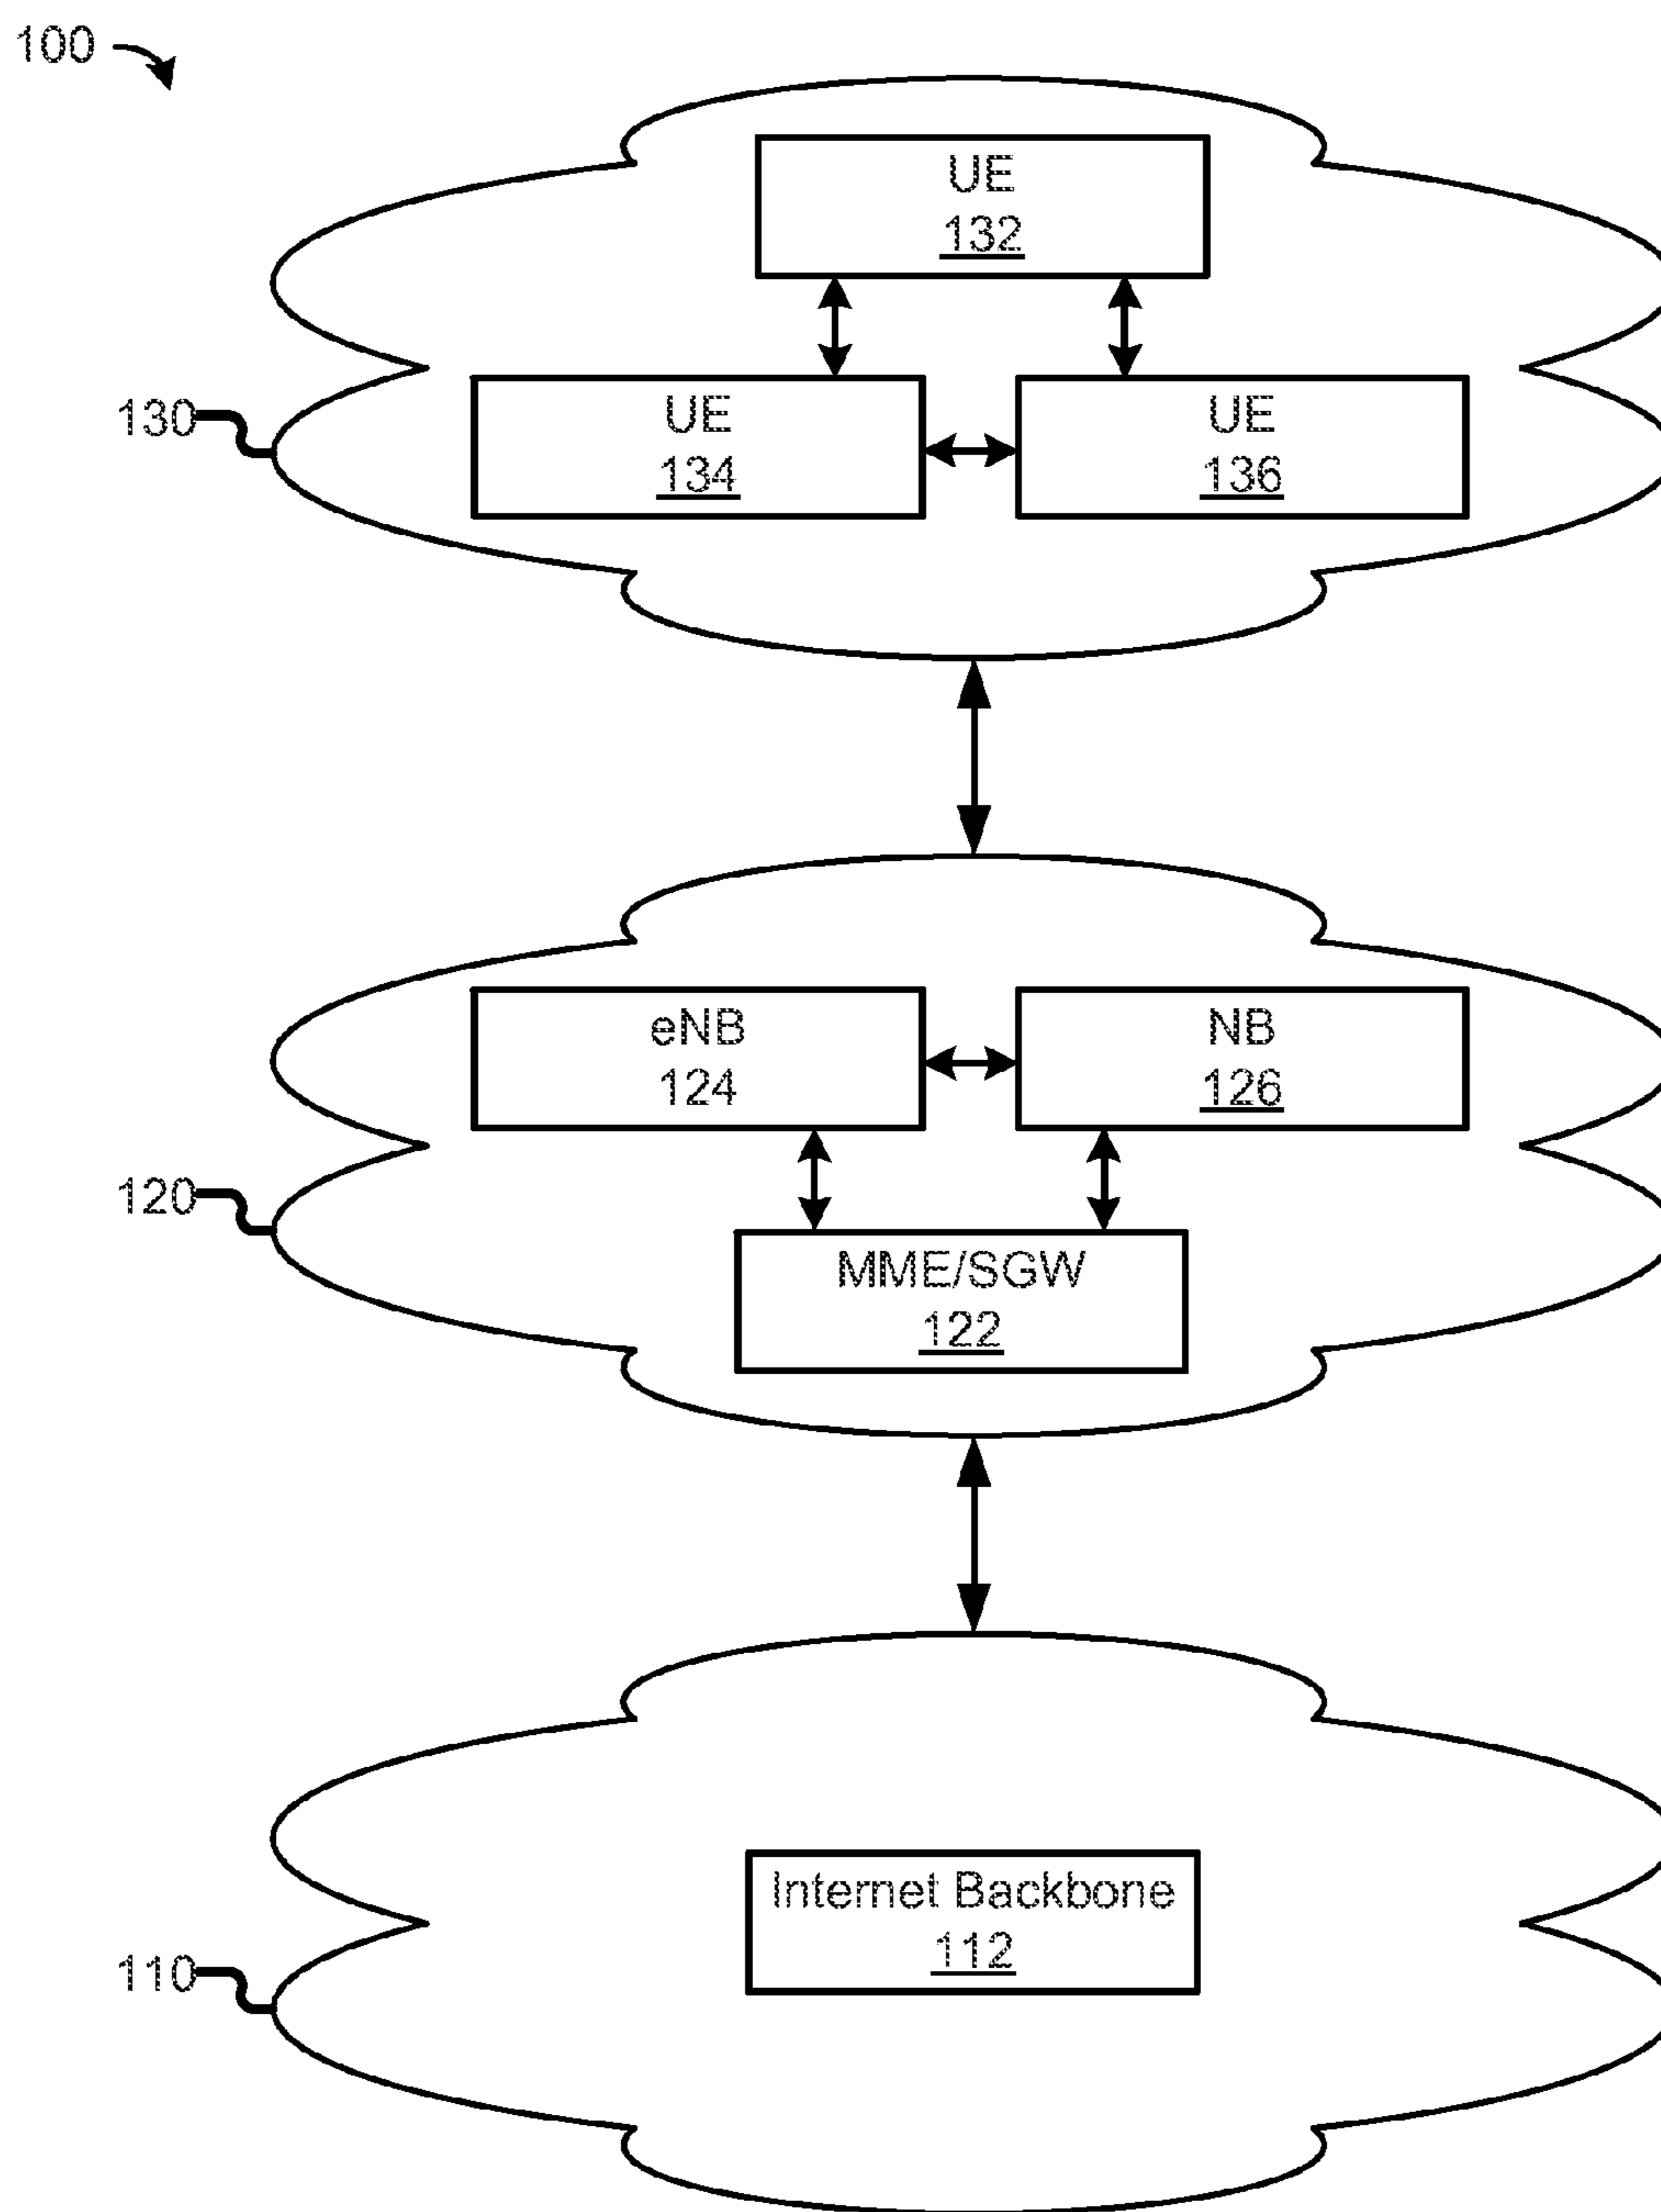 100
UE
132
130
UE
134
UE
136
eNB
124
NB
126
120
MME/SGW
122
Internet Backbone
112
110